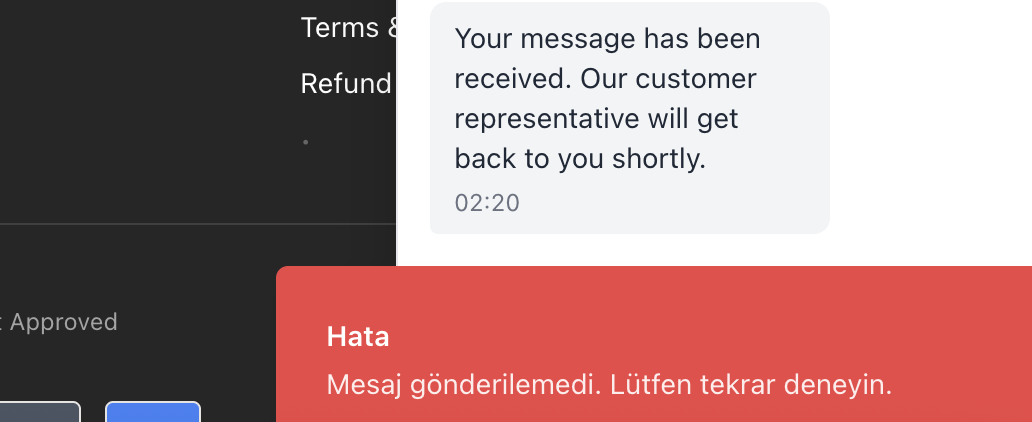 Terms &
Refund
Your message has been
received. Our customer
representative will get
back to you shortly.
02:20
Approved
Hata
Mesaj gönderilemedi. Lütfen tekrar deneyin.